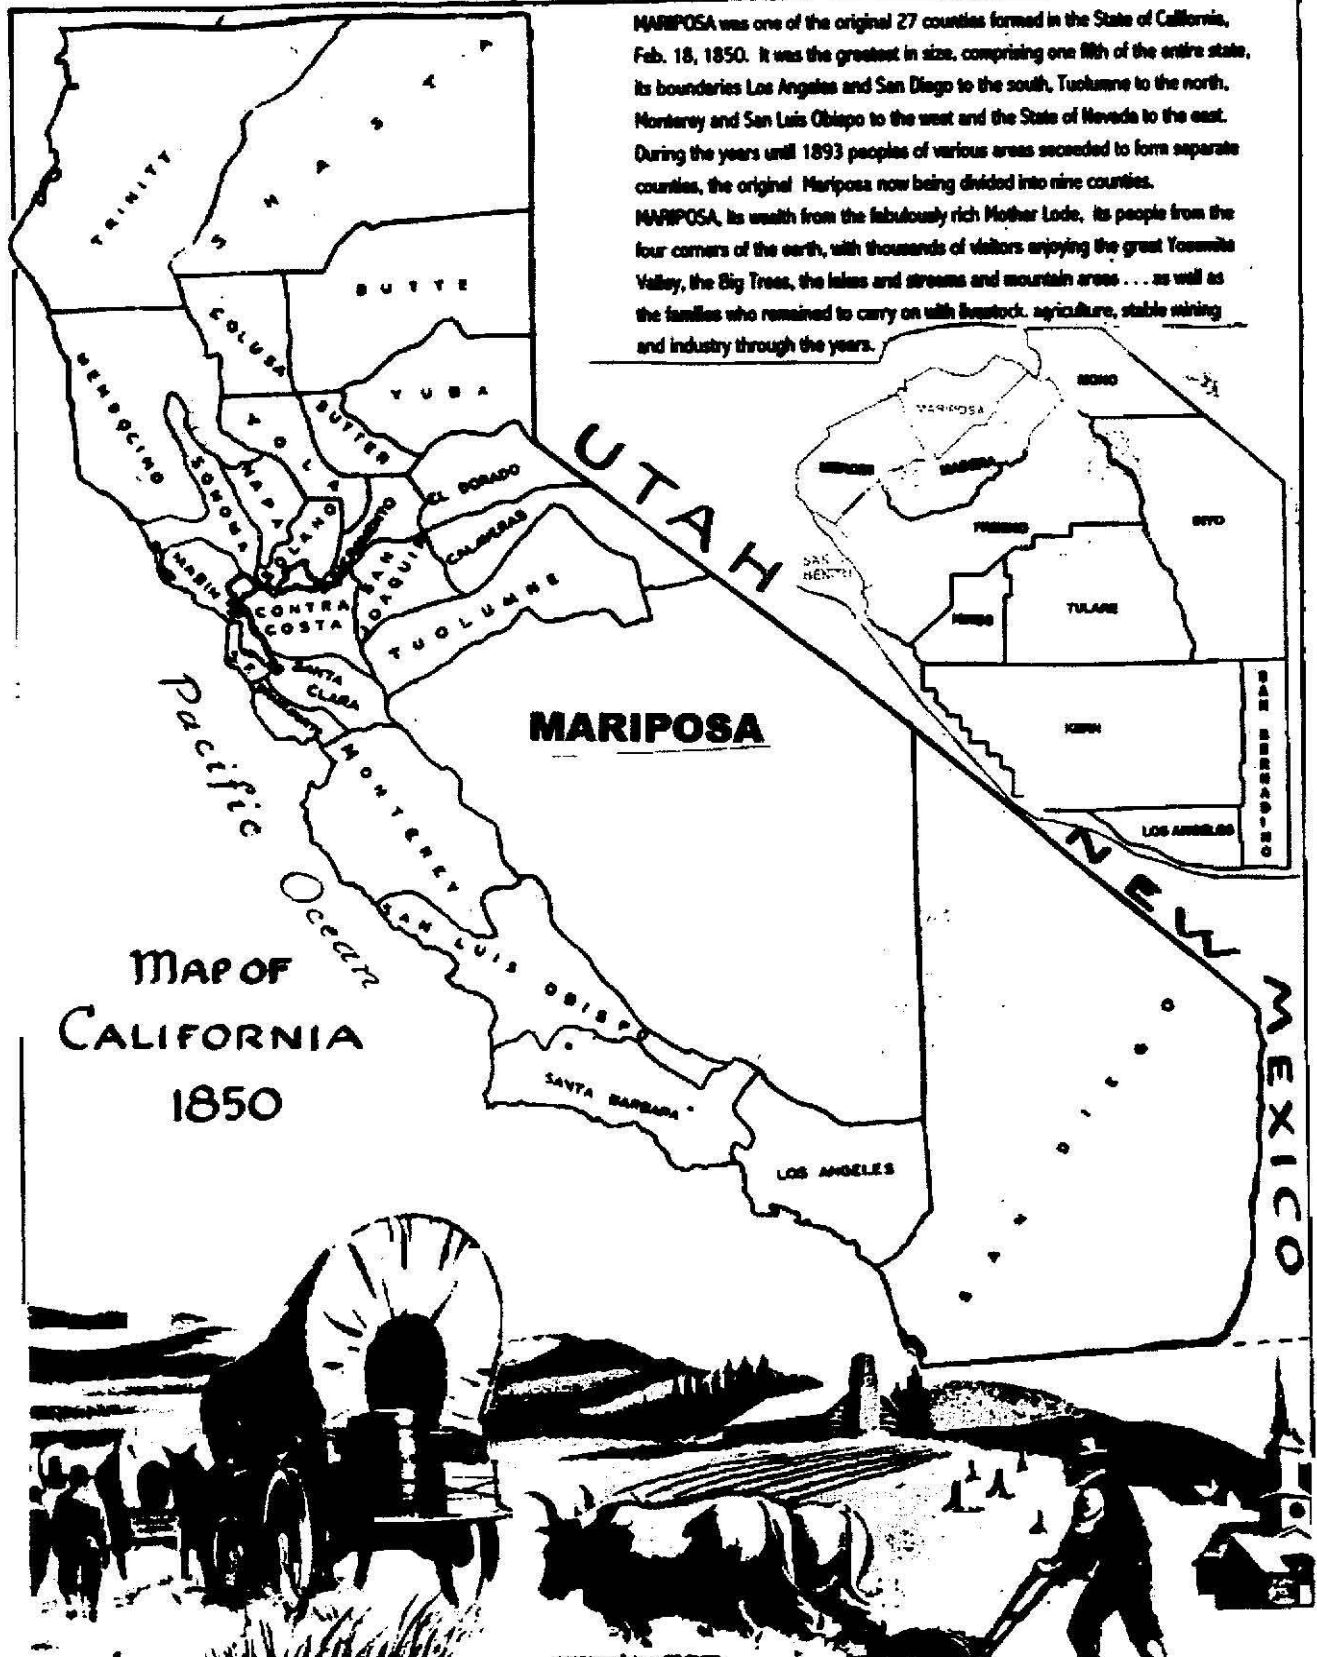 MARIPOSA was one of the original 27 counties formed in the State of California,
Feb. 18, 1850. It was the greatest in size, comprising one fifth of the entire state,
its boundaries Los Angeles and San Diego to the south, Tuolumne to the north,
Monterey and San Luis Obispo to the west and the State of Nevada to the east.
During the years until 1893 peoples of various areas seceeded to form separate
counties, the original Mariposa now being divided into nine counties.
MARIPOSA, its wealth from the fabulously rich Mother Lode, its people from the
four corners of the earth, with thousands of visitors enjoying the great Yosemite
Valley, the Big Trees, the lakes and streams and mountain areas . . . as well as
the families who remained to carry on with livestock, agriculture, stable mining
and industry through the years.
TRINITY
SHASTA
BUTTE
COLUSA
YUBA
MENDOCINO
YOLA
SUTTER
SONOMA
NAPA
SOLANO
EL DORADO
CALAVERAS
MARIN
SAN JOAQUIN
CONTRA
COSTA
TUOLUMNE
S.F.
SANTA
CLARA
MONTEREY
MARIPOSA
SAN LUIS OBISPO
SANTA BARBARA
LOS ANGELES
SAN DIEGO
UTAH
NEW MEXICO
Pacific Ocean
MAP OF
CALIFORNIA
1850
MONO
MARIPOSA
MERCED
MADERA
FRESNO
INYO
SAN
BENITO
KINGS
TULARE
KERN
SAN BERNADINO
LOS ANGELES